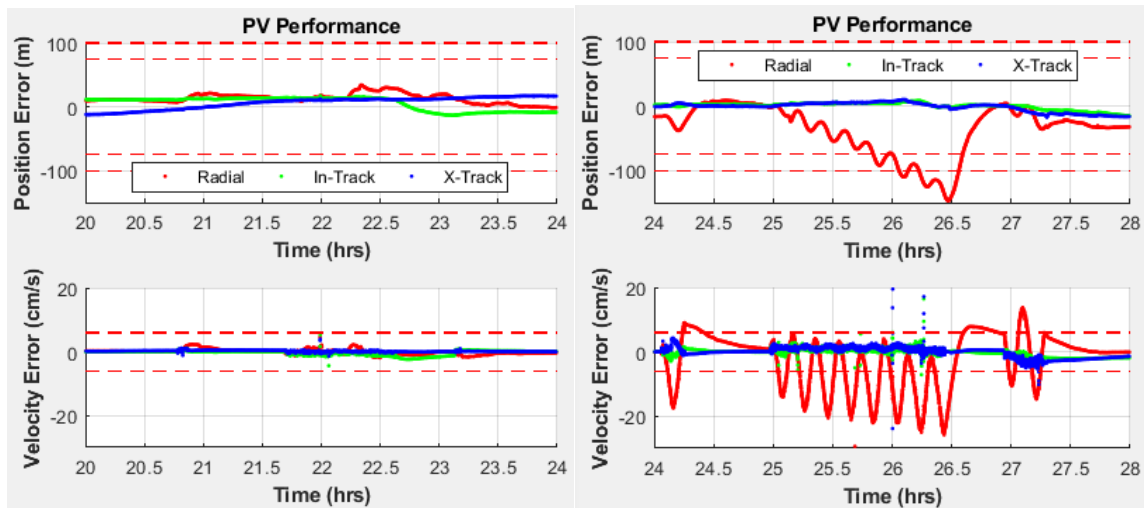 PV Performance
Position Error (m)
100
0
-100
Radial In-Track X-Track
20 20.5 21 21.5 22 22.5 23 23.5 24
Time (hrs)
Velocity Error (cm/s)
20
0
-20
20 20.5 21 21.5 22 22.5 23 23.5 24
Time (hrs)
PV Performance
Position Error (m)
100
0
-100
Radial In-Track X-Track
24 24.5 25 25.5 26 26.5 27 27.5 28
Time (hrs)
Velocity Error (cm/s)
20
0
-20
24 24.5 25 25.5 26 26.5 27 27.5 28
Time (hrs)